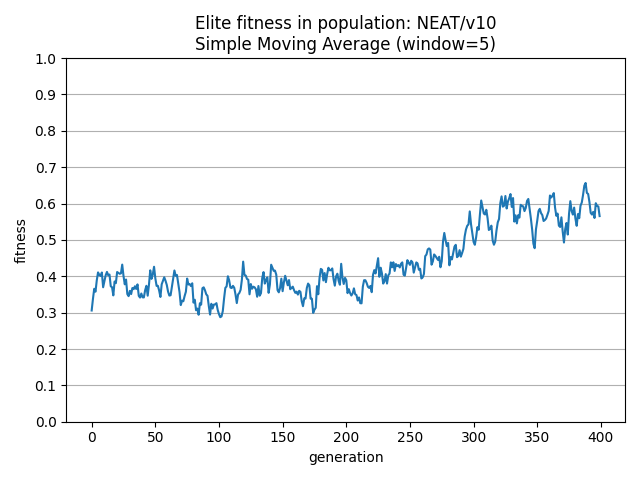 Elite fitness in population: NEAT/v10
Simple Moving Average (window=5)
1.0
0.9
0.8
0.7
0.6
0.5
0.4
0.3
0.2
0.1
0.0
fitness
0 50 100 150 200 250 300 350 400
generation